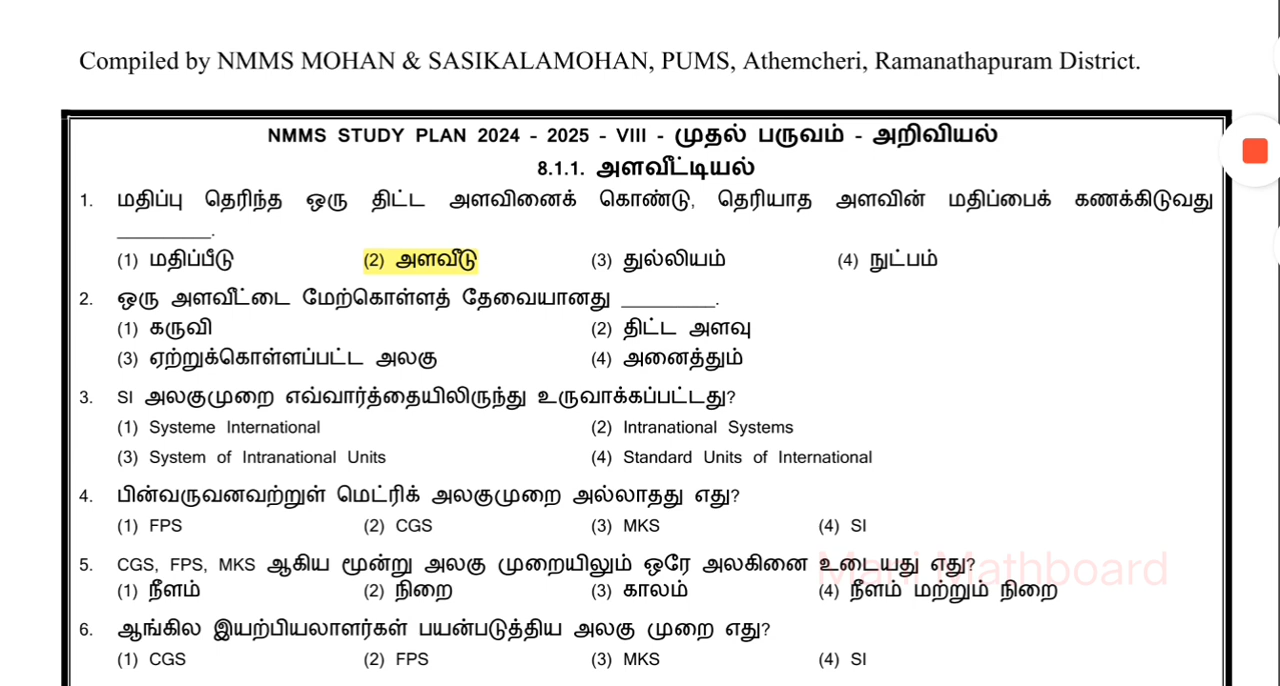 Compiled by NMMS MOHAN & SASIKALAMOHAN, PUMS, Athemcheri, Ramanathapuram District.
NMMS STUDY PLAN 2024 - 2025 - VIII - முதல் பருவம் - அறிவியல்
8.1.1. அளவீட்டியல்
1. மதிப்பு தெரிந்த ஒரு திட்ட அளவினைக் கொண்டு, தெரியாத அளவின் மதிப்பைக் கணக்கிடுவது
________.
(1) மதிப்பீடு (2) அளவீடு (3) துல்லியம் (4) நுட்பம்
2. ஒரு அளவீட்டை மேற்கொள்ளத் தேவையானது ________.
(1) கருவி (2) திட்ட அளவு
(3) ஏற்றுக்கொள்ளப்பட்ட அலகு (4) அனைத்தும்
3. SI அலகுமுறை எவ்வார்த்தையிலிருந்து உருவாக்கப்பட்டது?
(1) Systeme International (2) Intranational Systems
(3) System of Intranational Units (4) Standard Units of International
4. பின்வருவனவற்றுள் மெட்ரிக் அலகுமுறை அல்லாதது எது?
(1) FPS (2) CGS (3) MKS (4) SI
5. CGS, FPS, MKS ஆகிய மூன்று அலகு முறையிலும் ஒரே அலகினை உடையது எது?
Mani Mathboard
(1) நீளம் (2) நிறை (3) காலம் (4) நீளம் மற்றும் நிறை
6. ஆங்கில இயற்பியலாளர்கள் பயன்படுத்திய அலகு முறை எது?
(1) CGS (2) FPS (3) MKS (4) SI